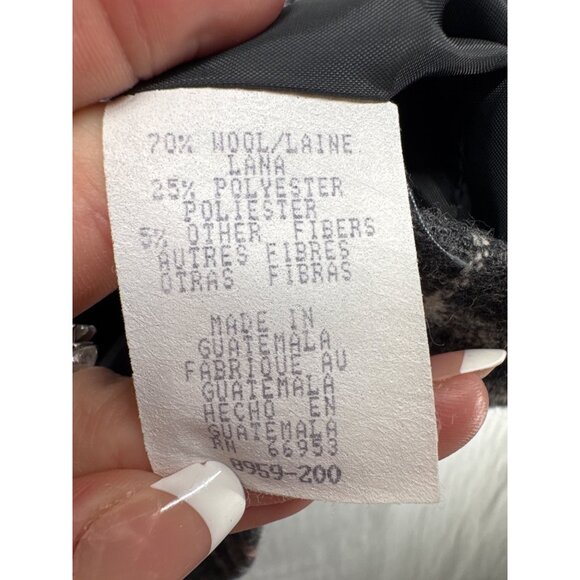 70% WOOL/LAINE
LANA
25% POLYESTER
POLIESTER
5% OTHER FIBERS
AUTRES FIBRES
OTRAS FIBRAS
MADE IN
GUATEMALA
FABRIQUE AU
GUATEMALA
HECHO EN
GUATEMALA
RN 66953
8959-200